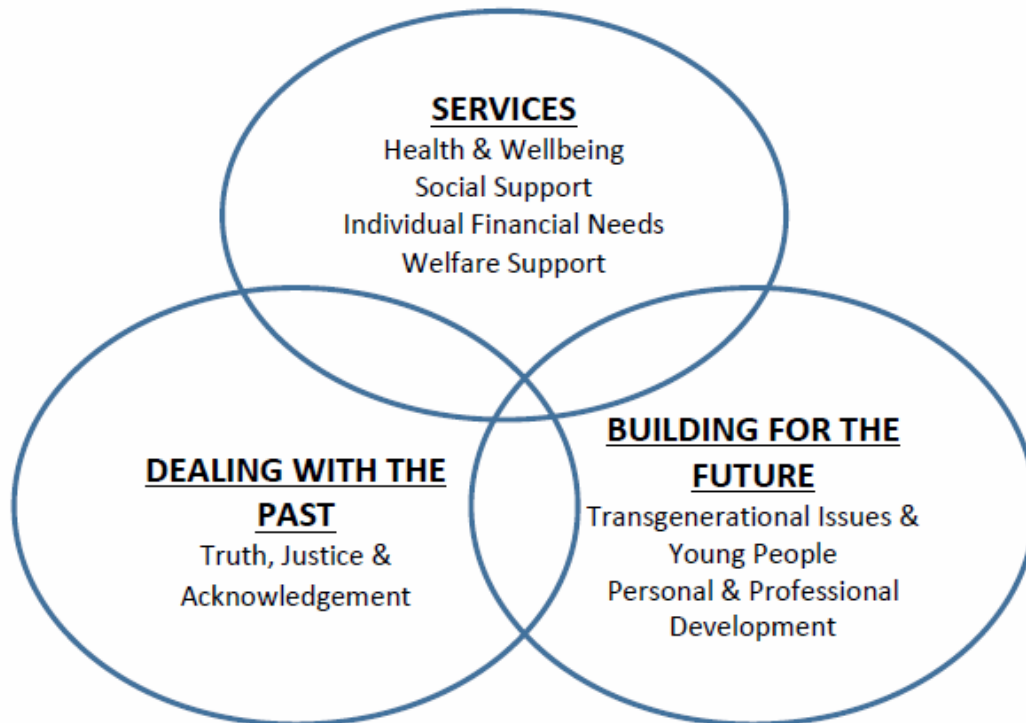 SERVICES
Health & Wellbeing
Social Support
Individual Financial Needs
Welfare Support
DEALING WITH THE
PAST
Truth, Justice &
Acknowledgement
BUILDING FOR THE
FUTURE
Transgenerational Issues &
Young People
Personal & Professional
Development